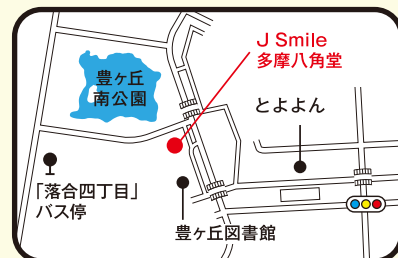 J Smile
多摩八角堂
豊ヶ丘
南公園
とよよん
「落合四丁目」
バス停
豊ヶ丘図書館